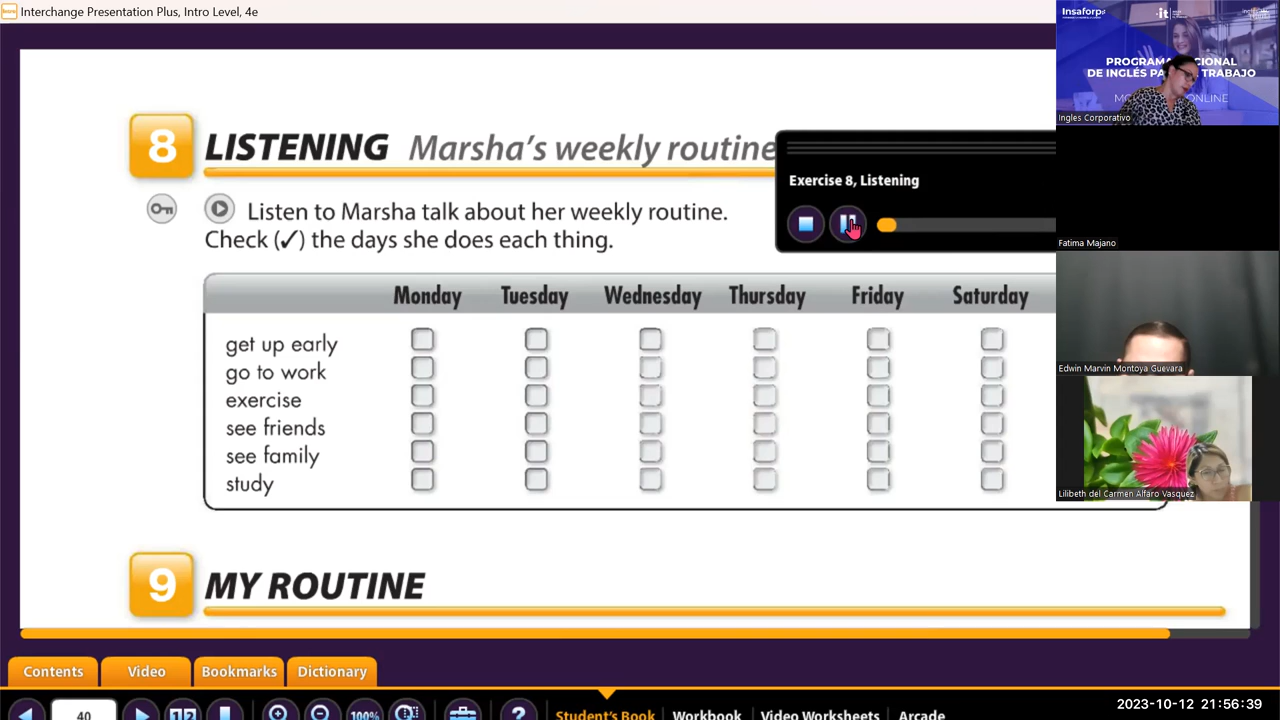 Interchange Presentation Plus, Intro Level, 4e
8 LISTENING Marsha's weekly routine
Listen to Marsha talk about her weekly routine.
Check (✓) the days she does each thing.
Exercise 8, Listening
Monday Tuesday Wednesday Thursday Friday Saturday
get up early
go to work
exercise
see friends
see family
study
9 MY ROUTINE
Contents Video Bookmarks Dictionary
40 100% ? Student's Book Workbook Video Worksheets Arcade
Insaforp
DE INGLÉS
Ingles Corporativo
Fatima Majano
Edwin Marvin Montoya Guevara
Lilibeth del Carmen Alfaro Vasquez
2023-10-12 21:56:39